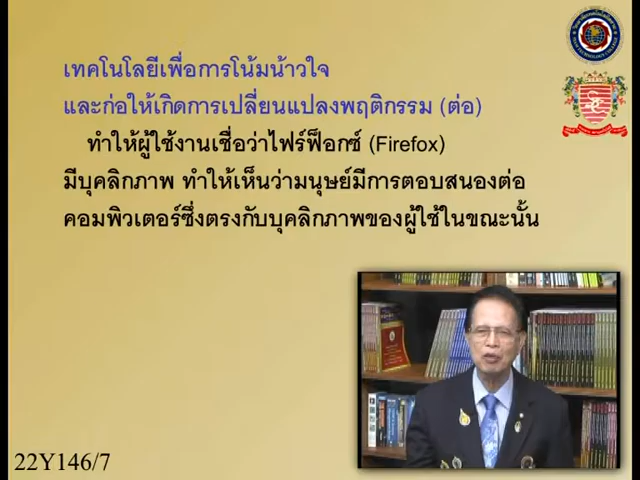 เทคโนโลยีเพื่อการโน้มน้าวใจ
และก่อให้เกิดการเปลี่ยนแปลงพฤติกรรม (ต่อ)
ทำให้ผู้ใช้งานเชื่อว่าไฟร์ฟ็อกซ์ (Firefox)
มีบุคลิกภาพ ทำให้เห็นว่ามนุษย์มีการตอบสนองต่อ
คอมพิวเตอร์ซึ่งตรงกับบุคลิกภาพของผู้ใช้ในขณะนั้น
22Y146/7